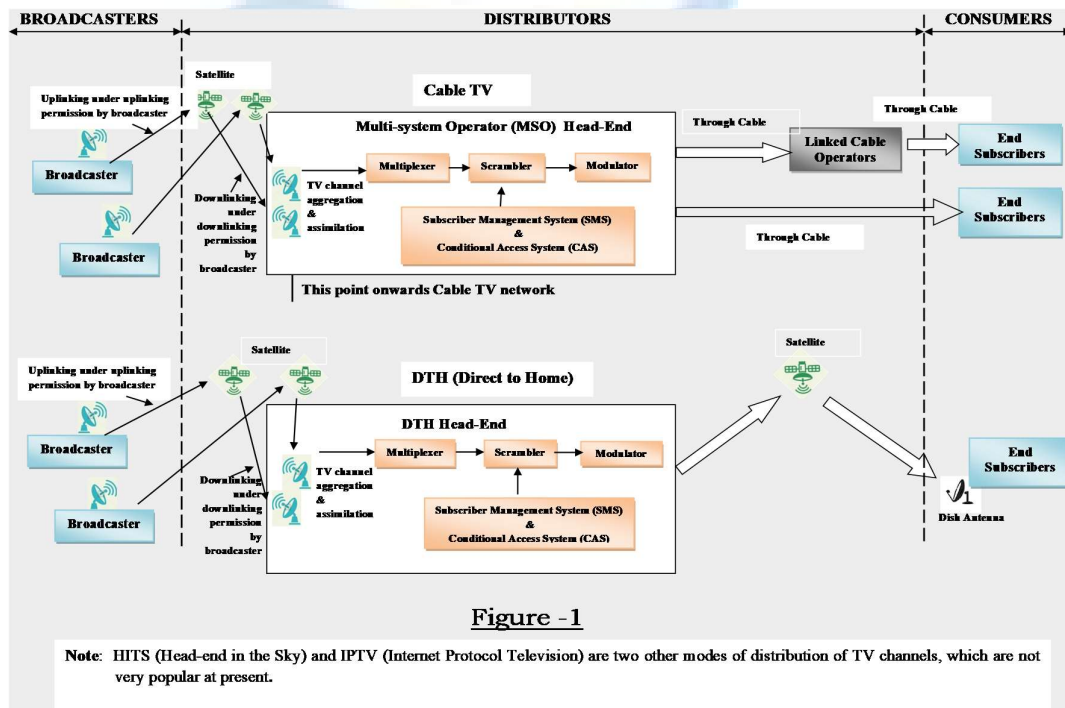 BROADCASTERS
DISTRIBUTORS
CONSUMERS
Satellite
Cable TV
Uplinking under uplinking
permission by broadcaster
Multi-system Operator (MSO) Head-End
Through Cable
Through Cable
Linked Cable
Operators
End
Subscribers
Broadcaster
Multiplexer
Scrambler
Modulator
TV channel
aggregation
&
assimilation
Downlinking
under
downlinking
permission
by
broadcaster
Broadcaster
Subscriber Management System (SMS)
&
Conditional Access System (CAS)
End
Subscribers
Through Cable
This point onwards Cable TV network
Satellite
Satellite
Uplinking under uplinking
permission by broadcaster
DTH (Direct to Home)
DTH Head-End
Broadcaster
Multiplexer
Scrambler
Modulator
TV channel
aggregation
&
assimilation
Downlinking
under
downlinking
permission
by
broadcaster
Broadcaster
Subscriber Management System (SMS)
&
Conditional Access System (CAS)
End
Subscribers
1
Dish Antenna
Figure -1
Note: HITS (Head-end in the Sky) and IPTV (Internet Protocol Television) are two other modes of distribution of TV channels, which are not
very popular at present.